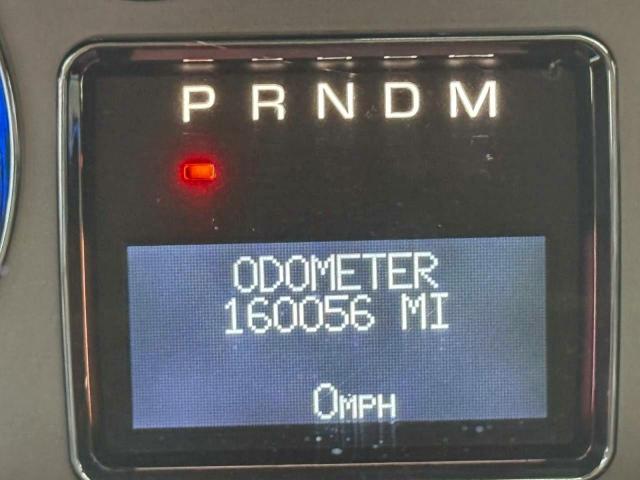 P R N D M
ODOMETER
160056 MI
0MPH